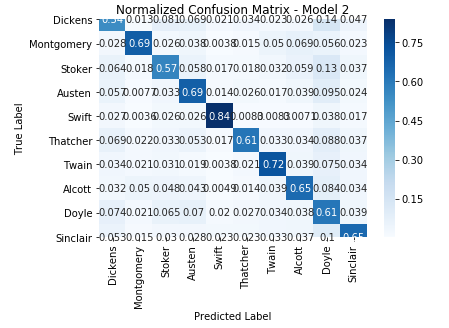 Normalized Confusion Matrix - Model 2
Dickens 0.54 0.013 0.081 0.069 0.021 0.034 0.023 0.026 0.14 0.047
Montgomery 0.028 0.69 0.026 0.038 0.0038 0.015 0.05 0.069 0.056 0.023
Stoker 0.064 0.018 0.57 0.058 0.017 0.018 0.032 0.059 0.13 0.037
Austen 0.057 0.0077 0.033 0.69 0.014 0.026 0.017 0.039 0.095 0.024
Swift 0.027 0.0036 0.026 0.026 0.84 0.0083 0.0083 0.0071 0.038 0.017
Thatcher 0.069 0.022 0.033 0.053 0.017 0.61 0.033 0.034 0.088 0.037
Twain 0.034 0.021 0.031 0.019 0.0038 0.021 0.72 0.039 0.075 0.034
Alcott 0.032 0.05 0.048 0.043 0.0049 0.014 0.039 0.65 0.084 0.034
Doyle 0.074 0.021 0.065 0.07 0.02 0.027 0.034 0.038 0.61 0.039
Sinclair 0.053 0.015 0.03 0.028 0.023 0.023 0.033 0.037 0.1 0.65
True Label
Dickens Montgomery Stoker Austen Swift Thatcher Twain Alcott Doyle Sinclair
Predicted Label
0.75
0.60
0.45
0.30
0.15